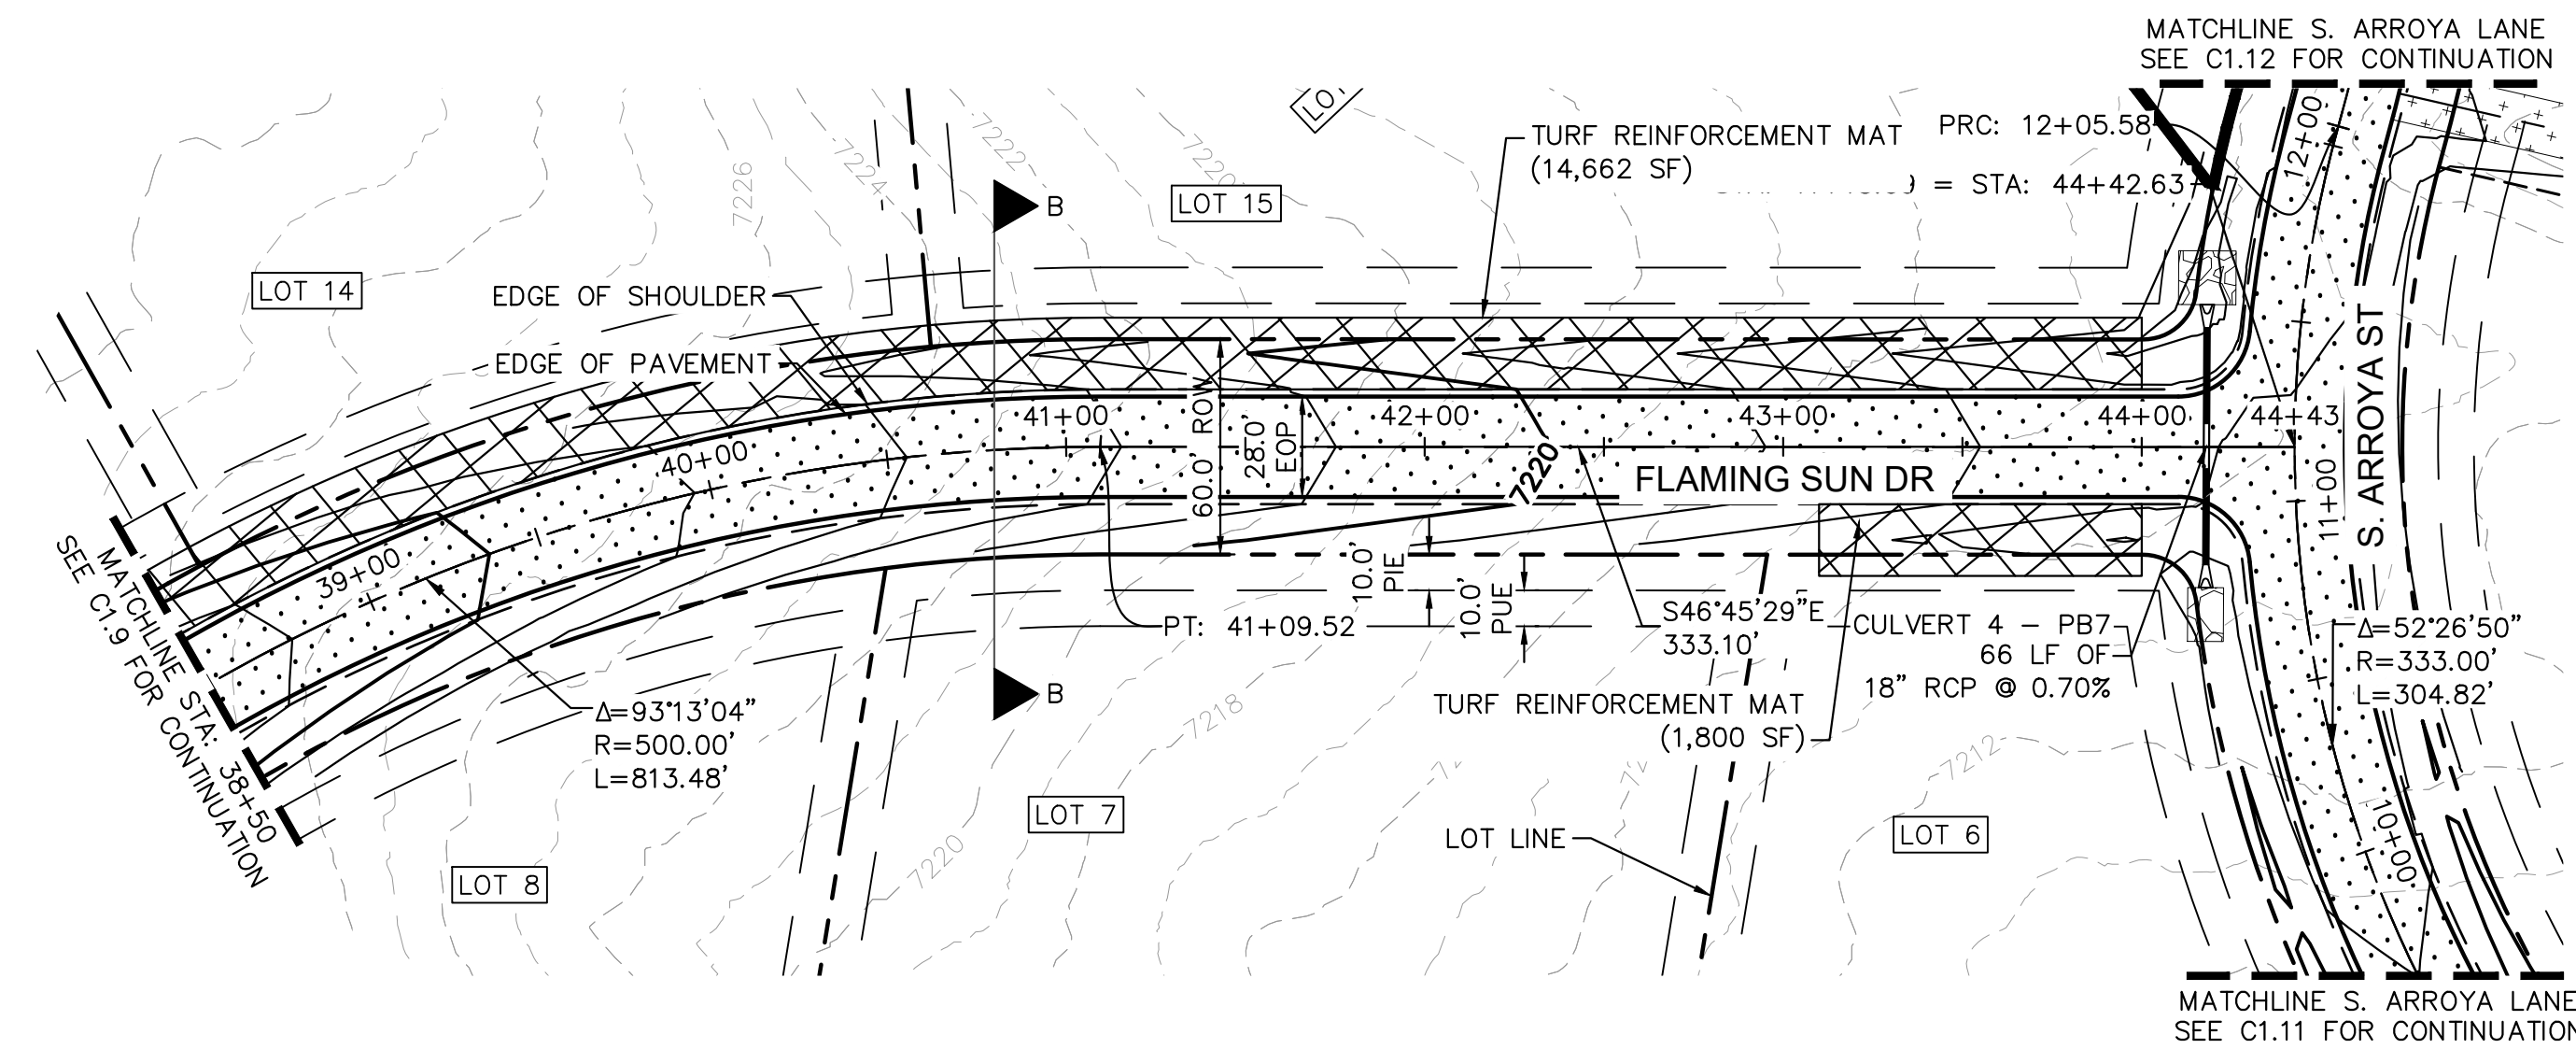 MATCHLINE S. ARROYA LANE
SEE C1.12 FOR CONTINUATION
TURF REINFORCEMENT MAT
(14,662 SF)
PRC: 12+05.58
= STA: 44+42.63
12+00
7226
7224
7222
7220
B
LOT 15
LOT 14
EDGE OF SHOULDER
EDGE OF PAVEMENT
39+00
40+00
41+00
42+00
43+00
44+00
44+43
60.0' ROW
28.0'
EOP
7220
FLAMING SUN DR
S. ARROYA ST
11+00
10+00
MATCHLINE STA: 38+50
SEE C1.9 FOR CONTINUATION
PT: 41+09.52
10.0'
PIE
10.0'
PUE
S46°45'29"E
333.10'
CULVERT 4 – PB7
66 LF OF
18" RCP @ 0.70%
Δ=52°26'50"
R=333.00'
L=304.82'
Δ=93°13'04"
R=500.00'
L=813.48'
B
TURF REINFORCEMENT MAT
(1,800 SF)
7218
7220
7212
LOT 7
LOT LINE
LOT 6
LOT 8
MATCHLINE S. ARROYA LANE
SEE C1.11 FOR CONTINUATION